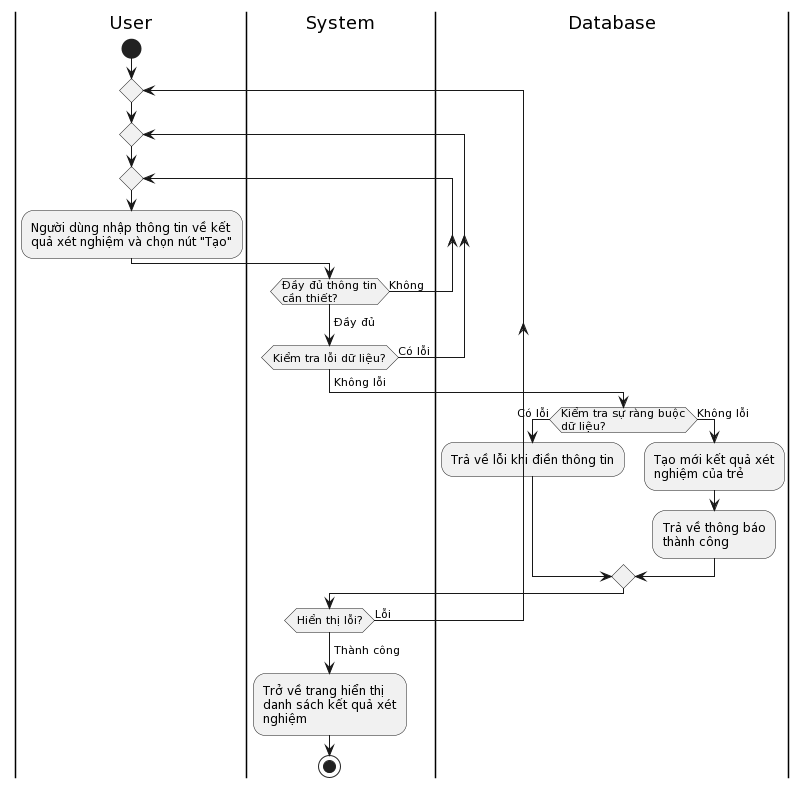 User
System
Database
Người dùng nhập thông tin về kết
quả xét nghiệm và chọn nút "Tạo"
Đầy đủ thông tin
cần thiết?
Không
Đầy đủ
Kiểm tra lỗi dữ liệu?
Có lỗi
Không lỗi
Có lỗi
Kiểm tra sự ràng buộc
dữ liệu?
Không lỗi
Trả về lỗi khi điền thông tin
Tạo mới kết quả xét
nghiệm của trẻ
Trả về thông báo
thành công
Hiển thị lỗi?
Lỗi
Thành công
Trở về trang hiển thị
danh sách kết quả xét
nghiệm